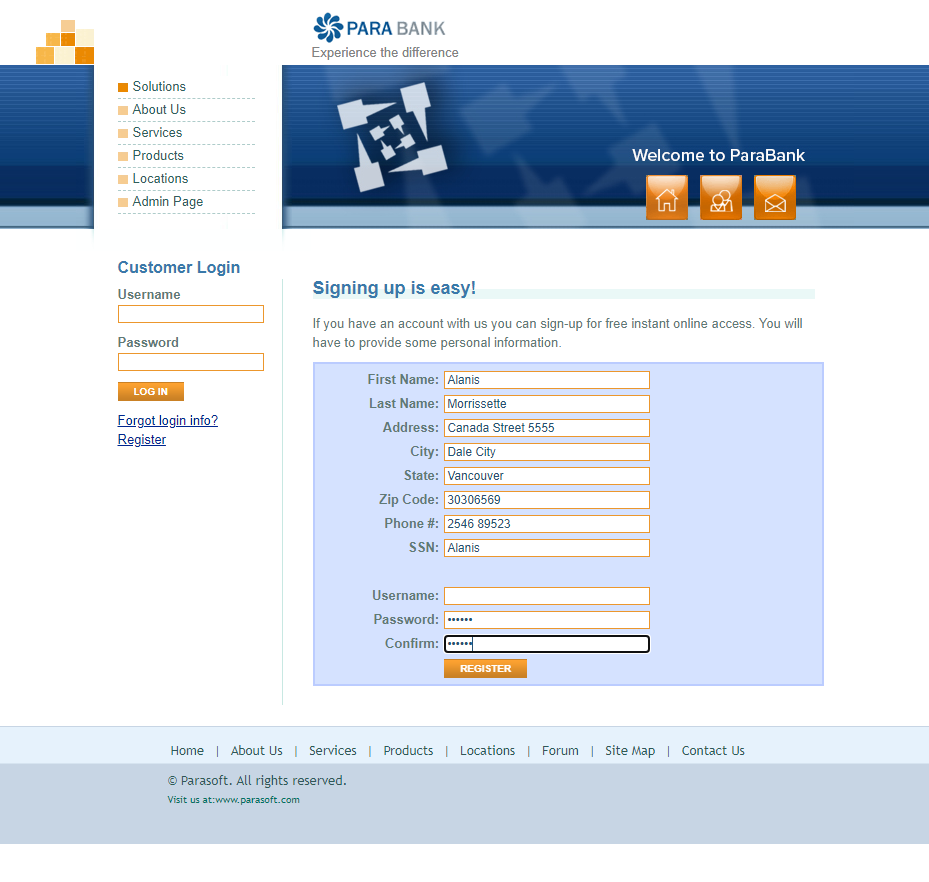 PARA BANK
Experience the difference
Solutions
About Us
Services
Products
Locations
Admin Page
Welcome to ParaBank
Customer Login
Username
Password
LOG IN
Forgot login info?
Register
Signing up is easy!
If you have an account with us you can sign-up for free instant online access. You will
have to provide some personal information.
First Name: Alanis
Last Name: Morrissette
Address: Canada Street 5555
City: Dale City
State: Vancouver
Zip Code: 30306569
Phone #: 2546 89523
SSN: Alanis
Username:
Password: ••••••
Confirm: ••••••
REGISTER
Home | About Us | Services | Products | Locations | Forum | Site Map | Contact Us
© Parasoft. All rights reserved.
Visit us at:www.parasoft.com